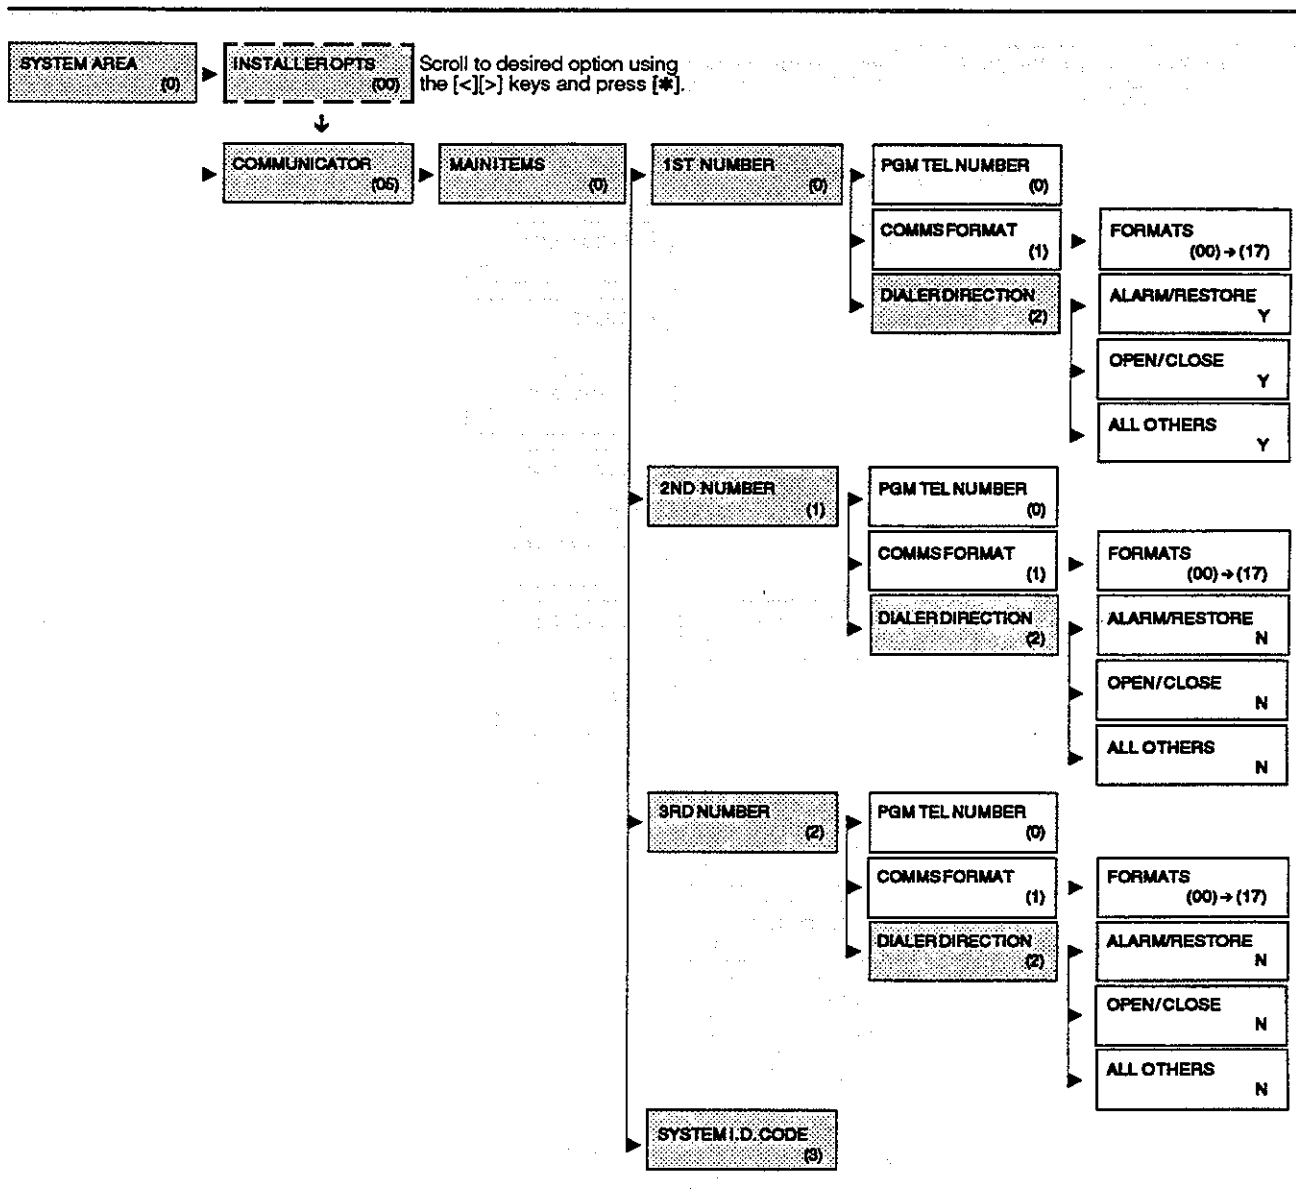 SYSTEM AREA
(0)
INSTALLER OPTS
(00)
Scroll to desired option using
the [<][>} keys and press [✱].
COMMUNICATOR
(05)
MAIN ITEMS
(0)
1ST NUMBER
(0)
PGM TEL NUMBER
(0)
COMMS FORMAT
(1)
FORMATS
(00) → (17)
DIALER DIRECTION
(2)
ALARM/RESTORE
Y
OPEN/CLOSE
Y
ALL OTHERS
Y
2ND NUMBER
(1)
PGM TEL NUMBER
(0)
COMMS FORMAT
(1)
FORMATS
(00) → (17)
DIALER DIRECTION
(2)
ALARM/RESTORE
N
OPEN/CLOSE
N
ALL OTHERS
N
3RD NUMBER
(2)
PGM TEL NUMBER
(0)
COMMS FORMAT
(1)
FORMATS
(00) → (17)
DIALER DIRECTION
(2)
ALARM/RESTORE
N
OPEN/CLOSE
N
ALL OTHERS
N
SYSTEM I.D. CODE
(3)